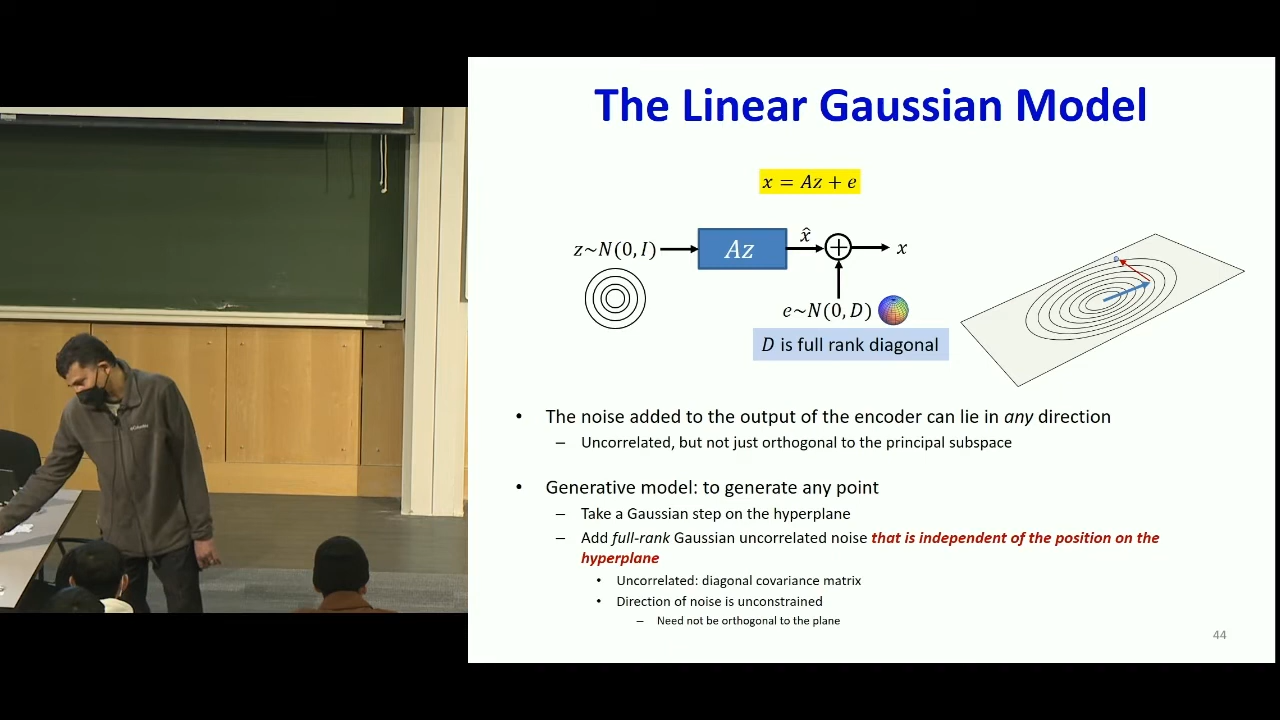 The Linear Gaussian Model
x = Az + e
z~N(0, I)
Az
x̂
+
x
e~N(0, D)
D is full rank diagonal
• The noise added to the output of the encoder can lie in any direction
– Uncorrelated, but not just orthogonal to the principal subspace
• Generative model: to generate any point
– Take a Gaussian step on the hyperplane
– Add full-rank Gaussian uncorrelated noise that is independent of the position on the
hyperplane
• Uncorrelated: diagonal covariance matrix
• Direction of noise is unconstrained
– Need not be orthogonal to the plane
44
Columbia